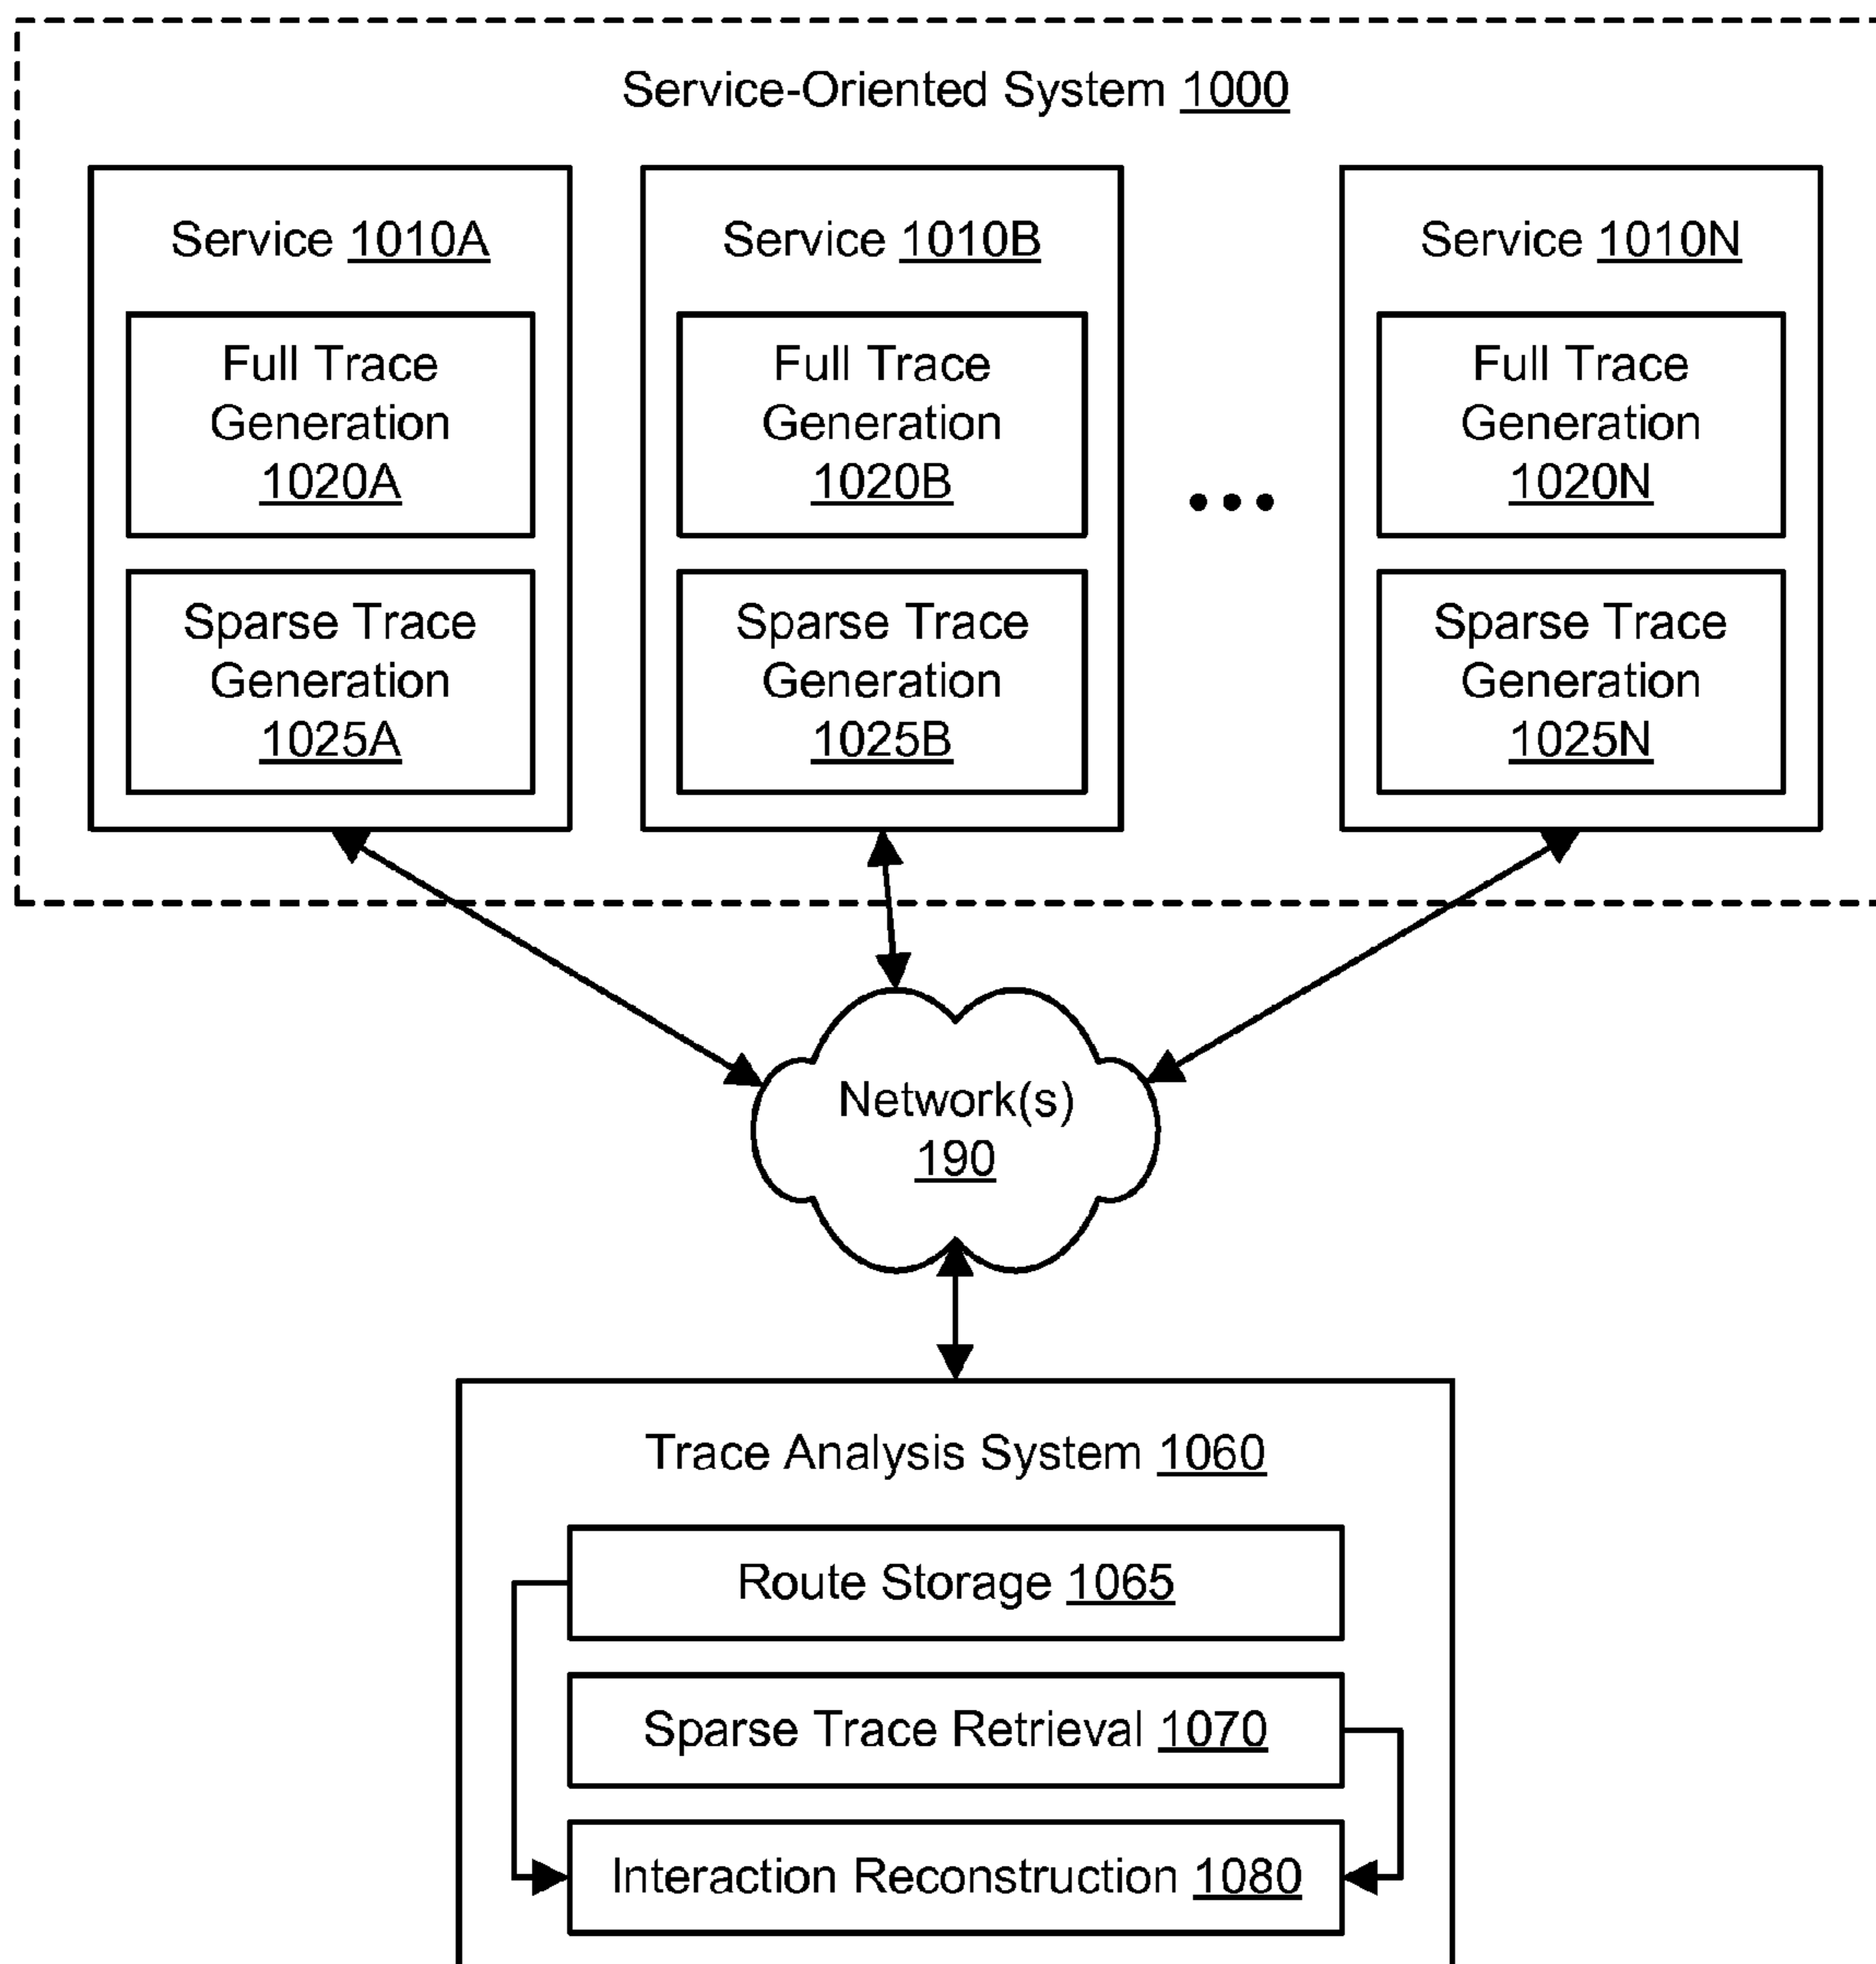 Service-Oriented System 1000
Service 1010A
Full Trace
Generation
1020A
Sparse Trace
Generation
1025A
Service 1010B
Full Trace
Generation
1020B
Sparse Trace
Generation
1025B
Service 1010N
Full Trace
Generation
1020N
Sparse Trace
Generation
1025N
Network(s)
190
Trace Analysis System 1060
Route Storage 1065
Sparse Trace Retrieval 1070
Interaction Reconstruction 1080